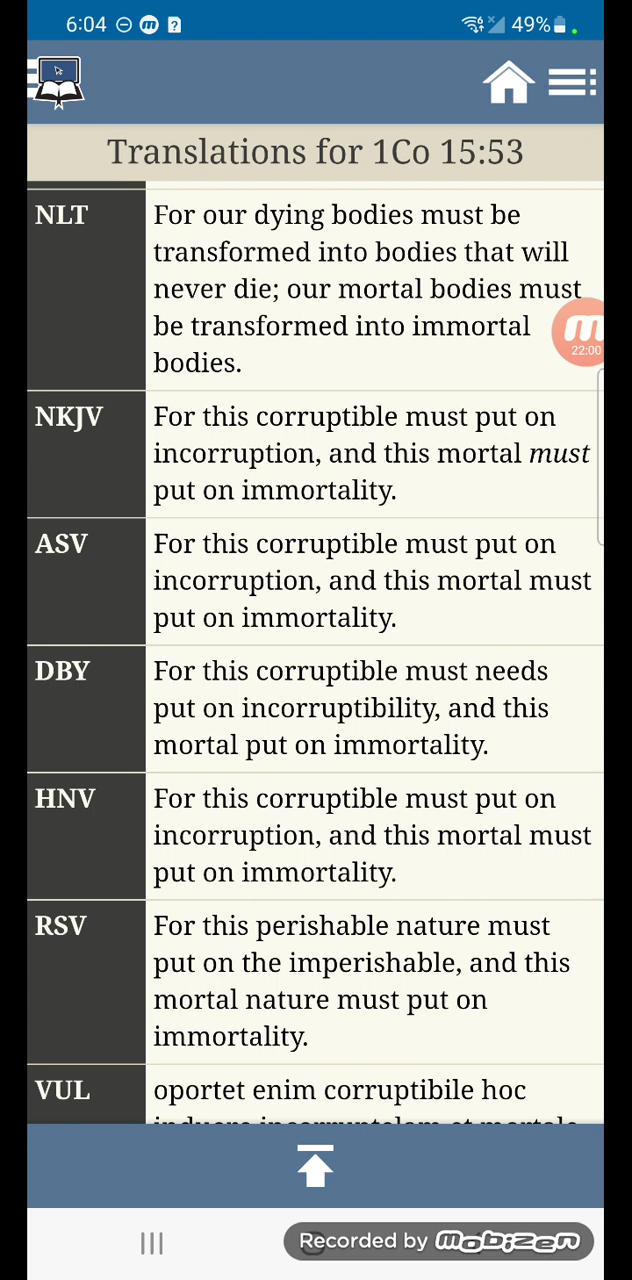 6:04
49%
Translations for 1Co 15:53
NLT
For our dying bodies must be
transformed into bodies that will
never die; our mortal bodies must
be transformed into immortal
bodies.
22:00
NKJV
For this corruptible must put on
incorruption, and this mortal must
put on immortality.
ASV
For this corruptible must put on
incorruption, and this mortal must
put on immortality.
DBY
For this corruptible must needs
put on incorruptibility, and this
mortal put on immortality.
HNV
For this corruptible must put on
incorruption, and this mortal must
put on immortality.
RSV
For this perishable nature must
put on the imperishable, and this
mortal nature must put on
immortality.
VUL
oportet enim corruptibile hoc
Recorded by mobizen